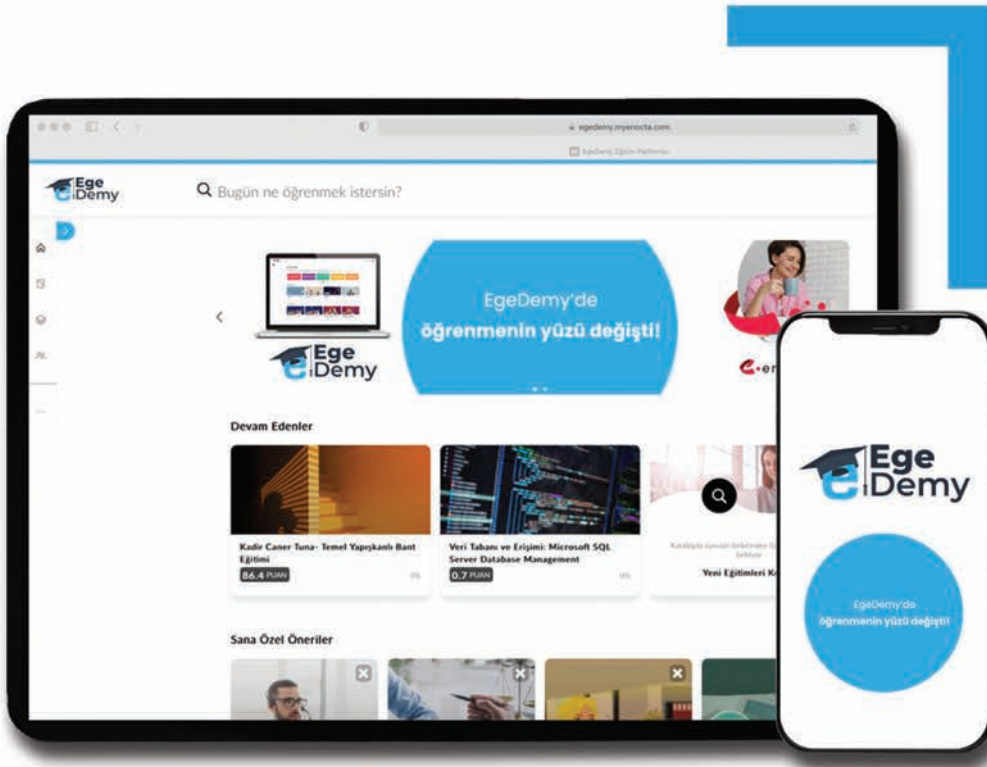 egedemy.myenocta.com
EgeDemy Eğitim Platformu
Ege
Demy
Bugün ne öğrenmek istersin?
EgeDemy'de
öğrenmenin yüzü değişti!
Ege
Demy
Devam Edenler
Kadir Caner Tuna- Temel Yapışkanlı Bant
Eğitimi
86.4 PUAN
0%
Veri Tabanı ve Erişimi: Microsoft SQL
Server Database Management
0.7 PUAN
0%
Yeni Eğitimleri
Sana Özel Öneriler
Ege
Demy
EgeDemy'de
öğrenmenin yüzü değişti!